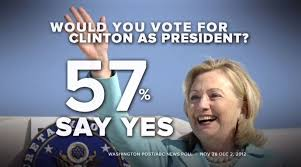 WOULD YOU VOTE FOR
CLINTON AS PRESIDENT?
57%
SAY YES
WASHINGTON POST/ABC NEWS POLL – NOV DEC 2, 2012